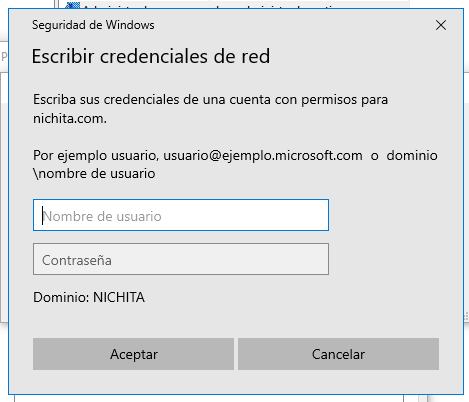 Seguridad de Windows
Escribir credenciales de red
Escriba sus credenciales de una cuenta con permisos para
nichita.com.
Por ejemplo usuario, usuario@ejemplo.microsoft.com o dominio
\nombre de usuario
Nombre de usuario
Contraseña
Dominio: NICHITA
Aceptar
Cancelar